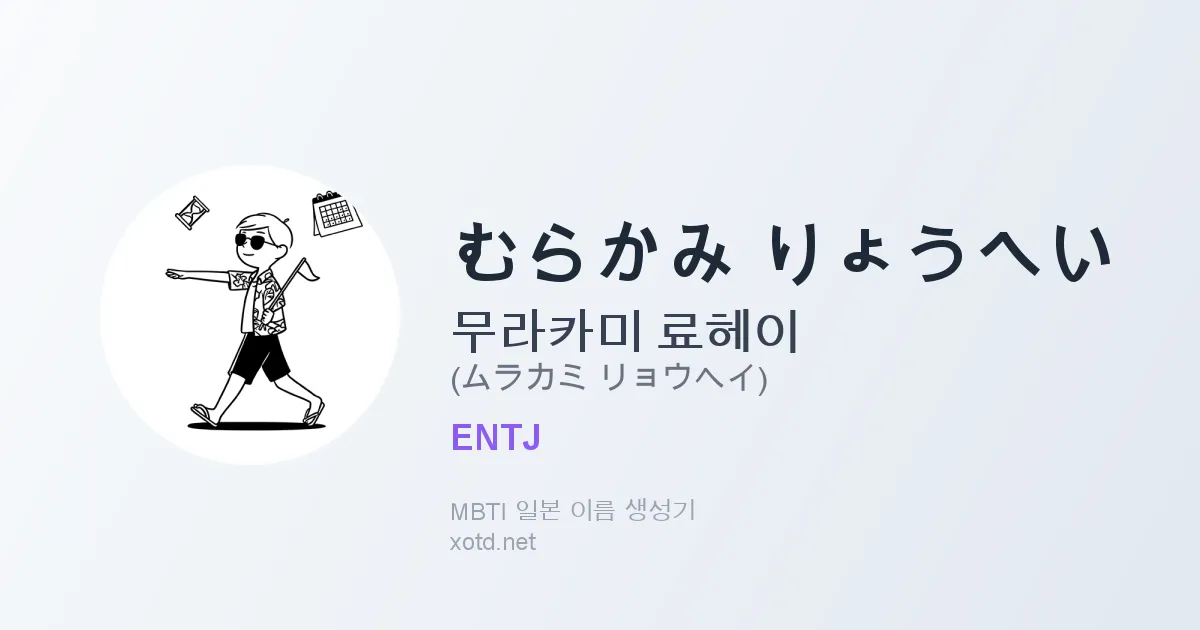 むらかみ りょうへい
무라카미 료헤이
(ムラカミ リョウヘイ)
ENTJ
MBTI 일본 이름 생성기
xotd.net